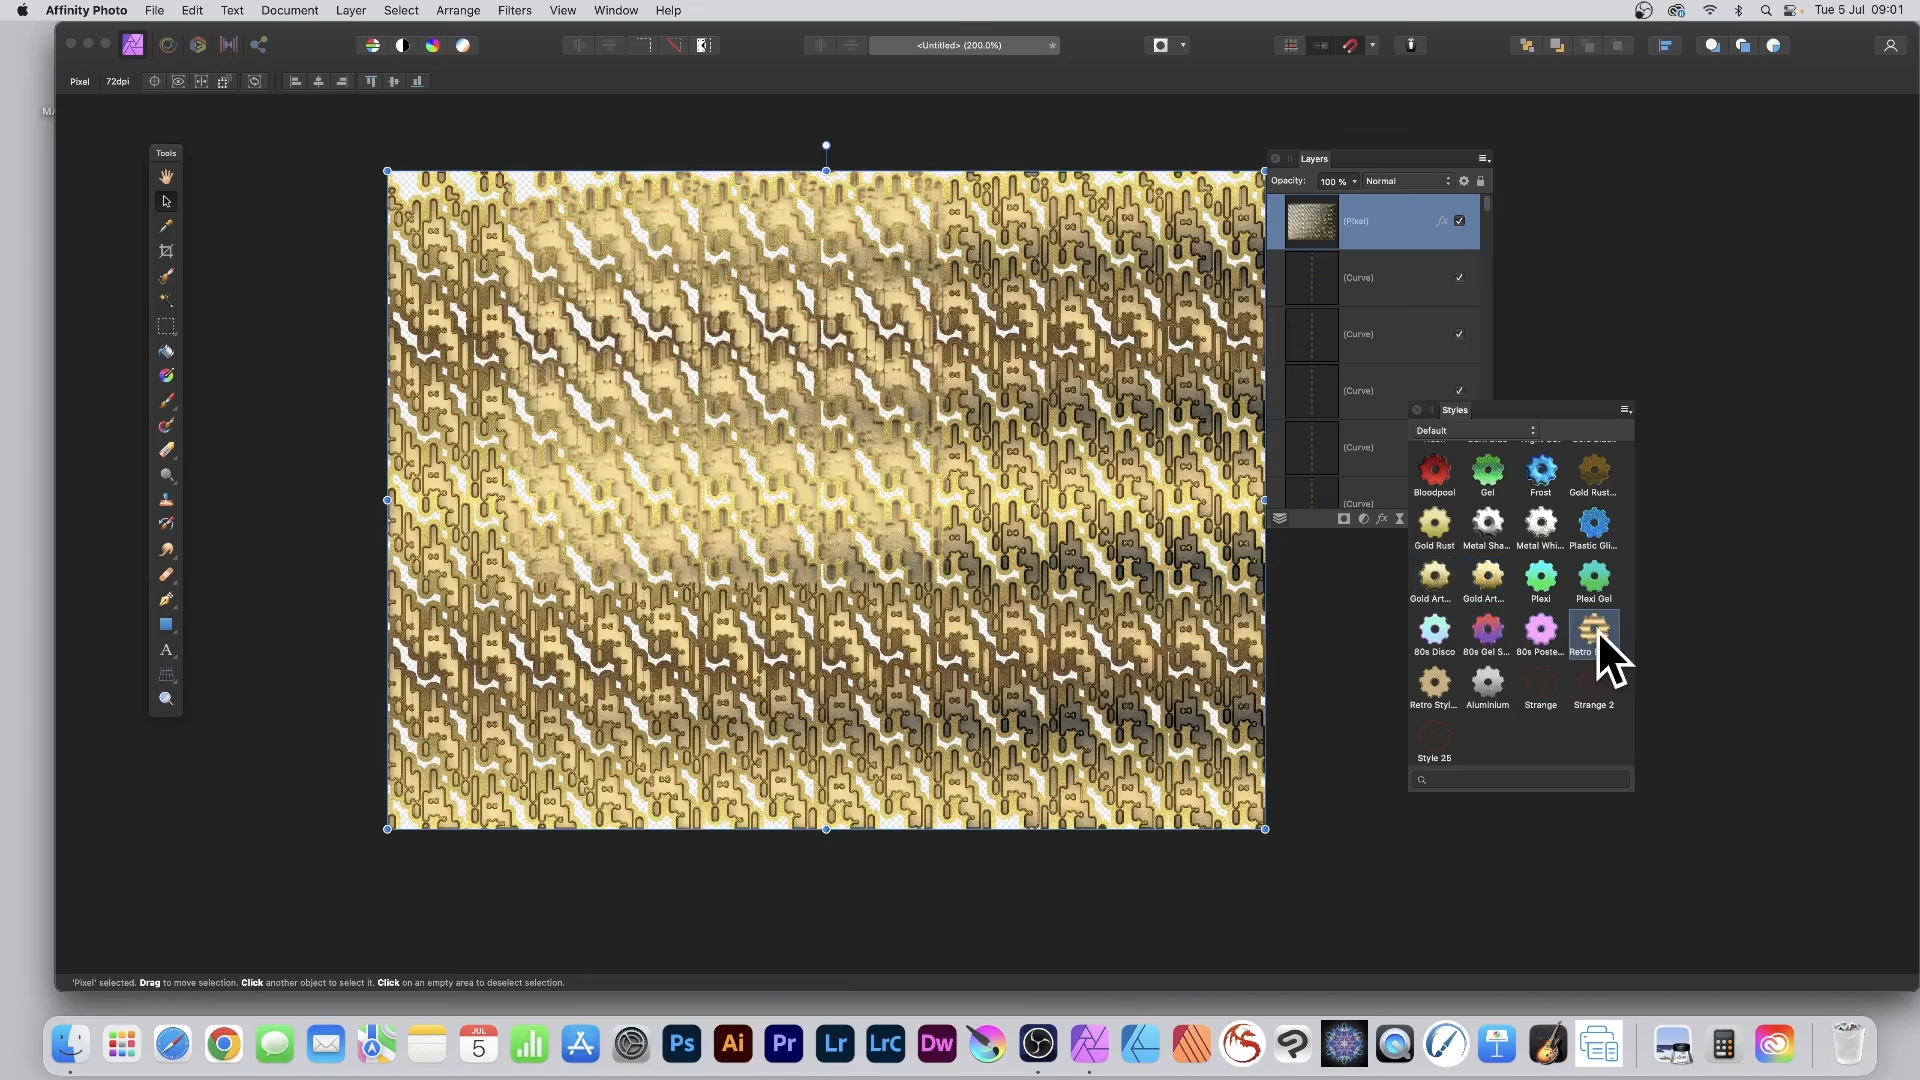 Affinity Photo File Edit Text Document Layer Select Arrange Filters View Window Help
Tue 5 Jul 09:01
<Untitled> (200.0%)
Pixel 72dpi
Tools
Layers
Opacity: 100 % Normal
(Pixel)
(Curve)
(Curve)
(Curve)
(Curve)
(Curve)
Styles
Default
Bloodpool Gel Frost Gold Rust...
Gold Rust Metal Sha... Metal Whi... Plastic Gli...
Gold Art... Gold Art... Plexi Plexi Gel
80s Disco 80s Gel S... 80s Poste... Retro
Retro Styl... Aluminium Strange Strange 2
Style 25
A
'Pixel' selected. Drag to move selection. Click another object to select it. Click on an empty area to deselect selection.
JUL
5
Ps Ai Pr Lr LrC Dw